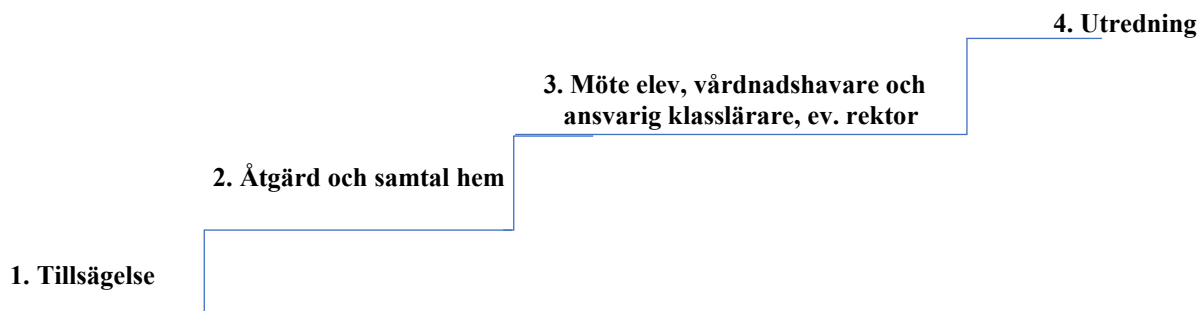 4. Utredning
3. Möte elev, vårdnadshavare och
ansvarig klasslärare, ev. rektor
2. Åtgärd och samtal hem
1. Tillsägelse